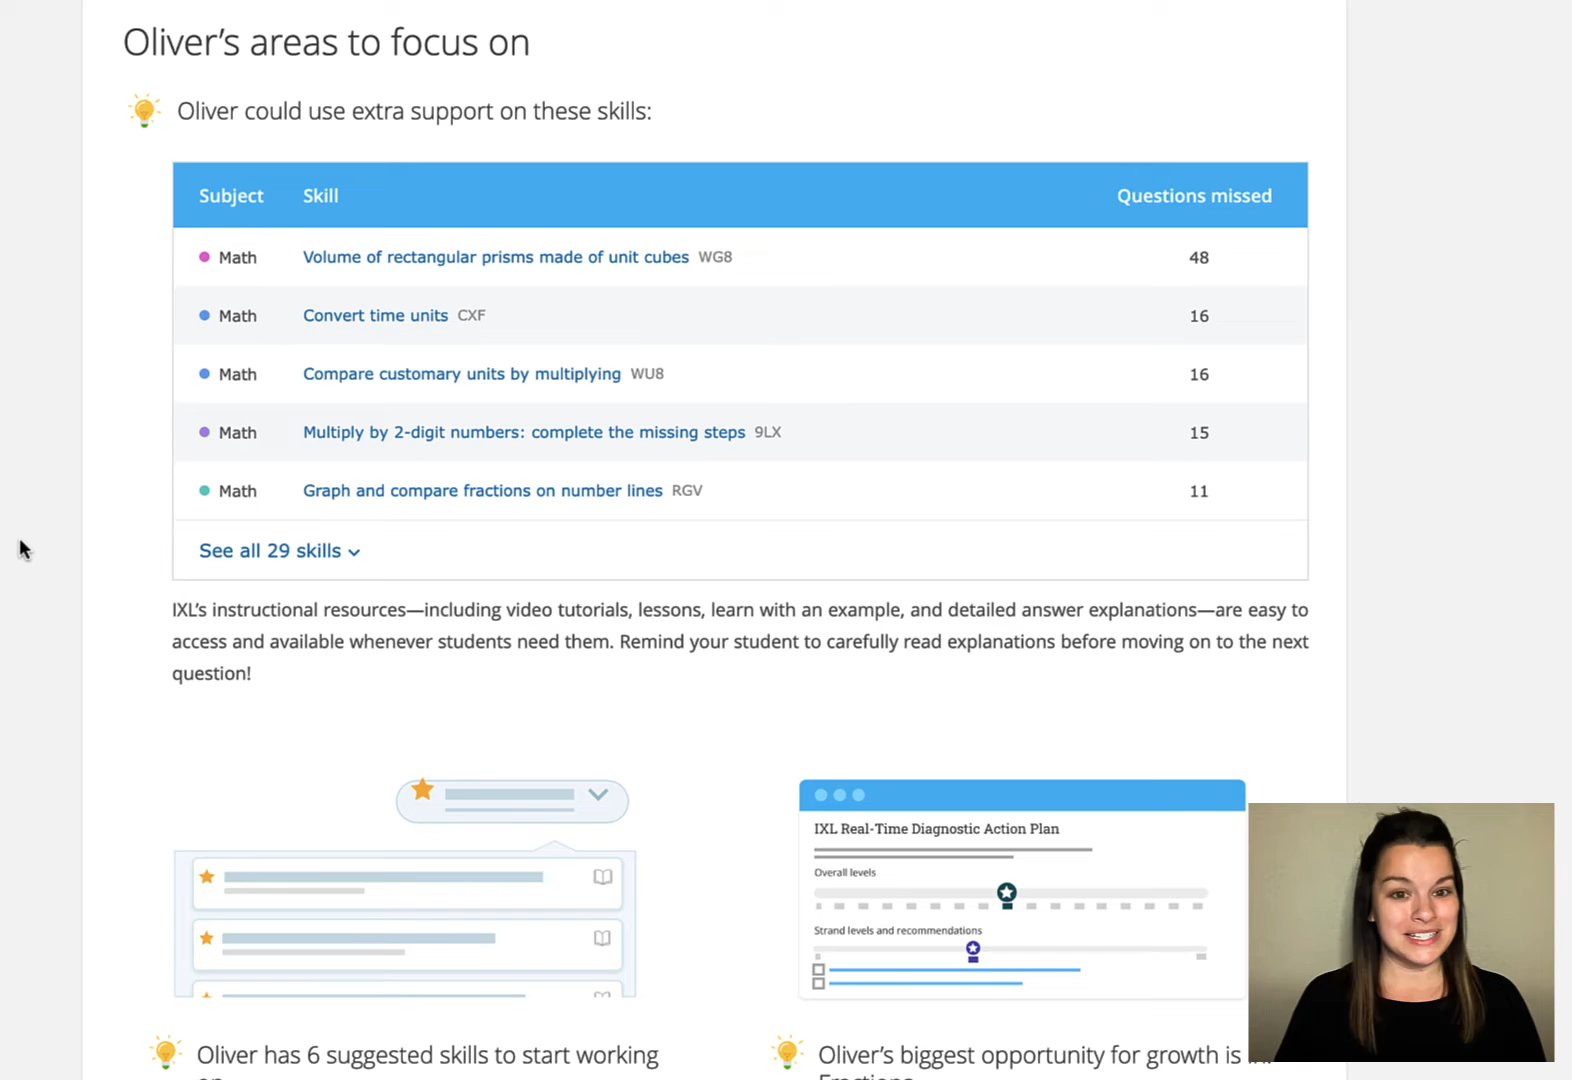 Oliver’s areas to focus on
Oliver could use extra support on these skills:
Subject Skill Questions missed
Math Volume of rectangular prisms made of unit cubes WG8 48
Math Convert time units CXF 16
Math Compare customary units by multiplying WU8 16
Math Multiply by 2-digit numbers: complete the missing steps 9LX 15
Math Graph and compare fractions on number lines RGV 11
See all 29 skills
IXL’s instructional resources—including video tutorials, lessons, learn with an example, and detailed answer explanations—are easy to
access and available whenever students need them. Remind your student to carefully read explanations before moving on to the next
question!
IXL Real-Time Diagnostic Action Plan
Overall levels
Strand levels and recommendations
Oliver has 6 suggested skills to start working
Oliver’s biggest opportunity for growth is